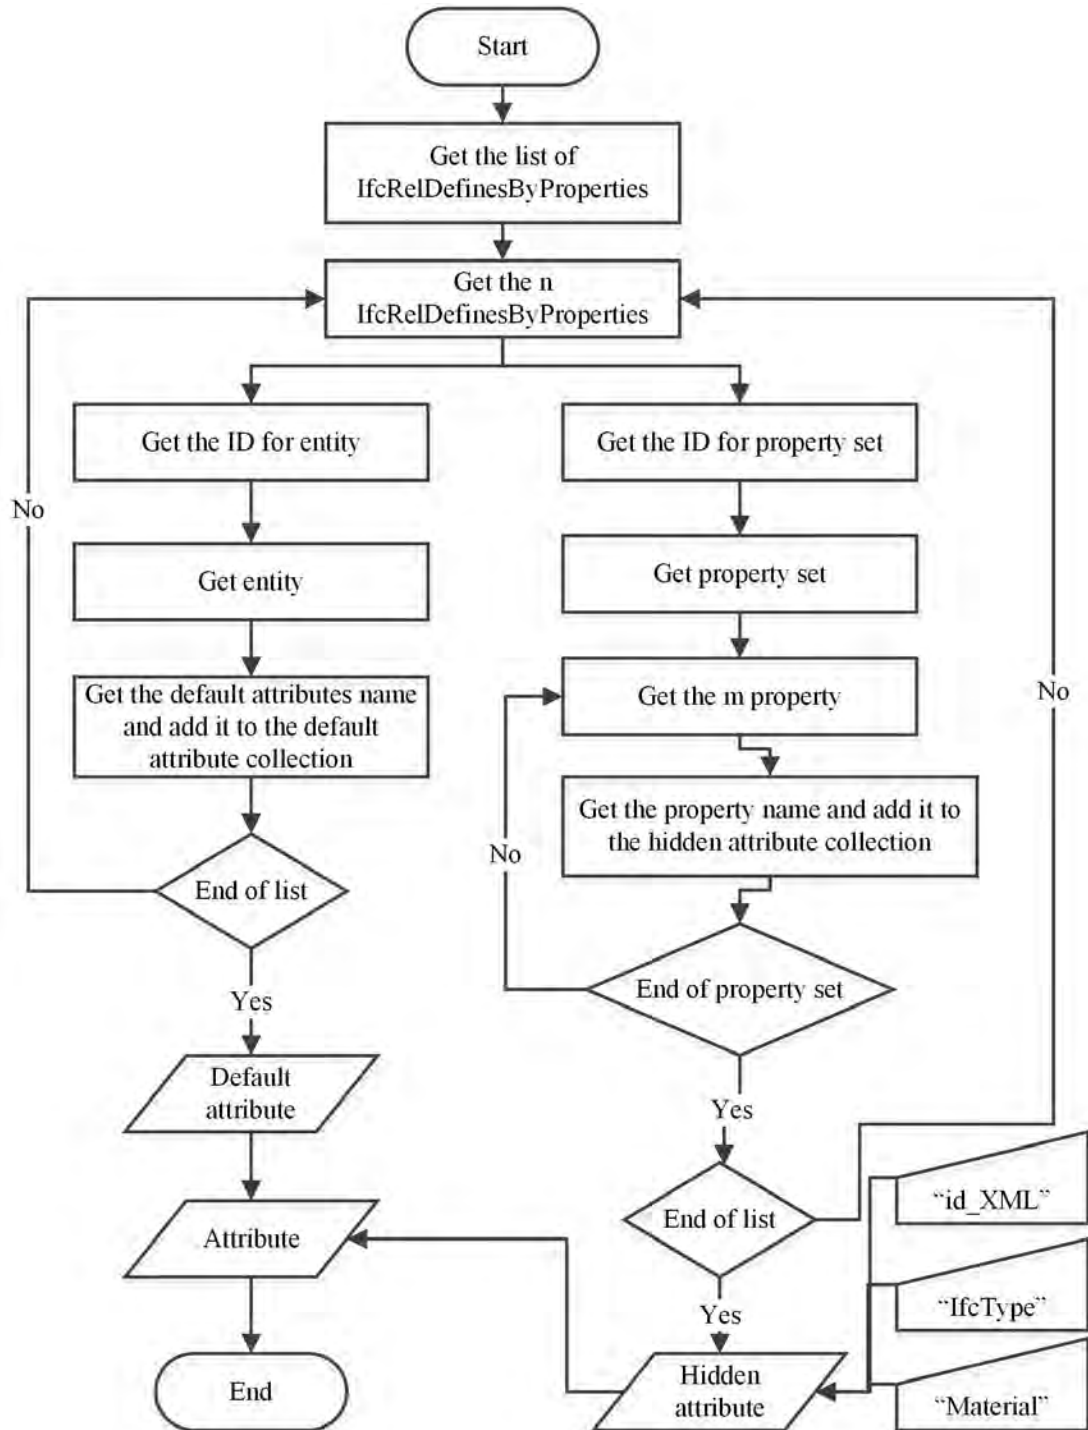 Start
Get the list of
IfcRelDefinesByProperties
Get the n
IfcRelDefinesByProperties
Get the ID for entity
Get the ID for property set
No
Get entity
Get property set
No
Get the default attributes name
and add it to the default
attribute collection
Get the m property
Get the property name and add it to
the hidden attribute collection
No
End of list
End of property set
Yes
Default
attribute
Yes
“id_XML”
End of list
Attribute
“IfcType”
Yes
Hidden
attribute
End
“Material”